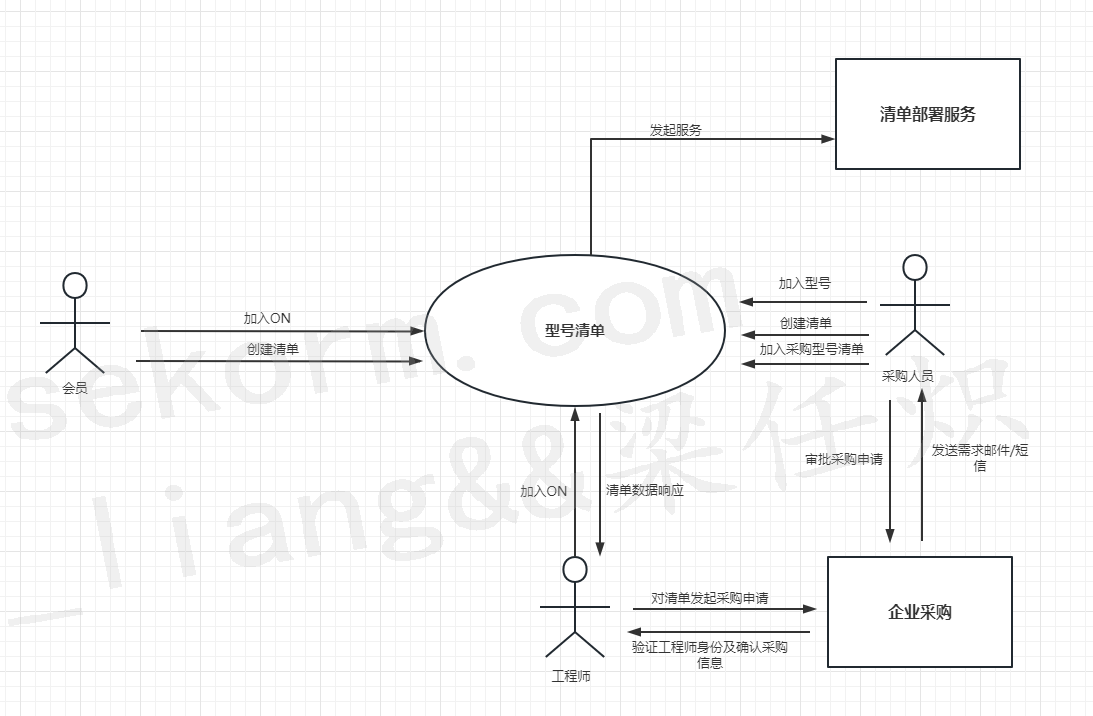 清单部署服务
发起服务
加入型号
加入ON
型号清单
创建清单
创建清单
加入采购型号清单
会员
采购人员
审批采购申请
发送需求邮件/短
信
加入ON
清单数据响应
对清单发起采购申请
企业采购
验证工程师身份及确认采购
信息
工程师
sekorm.com
_liang&&梁任炽